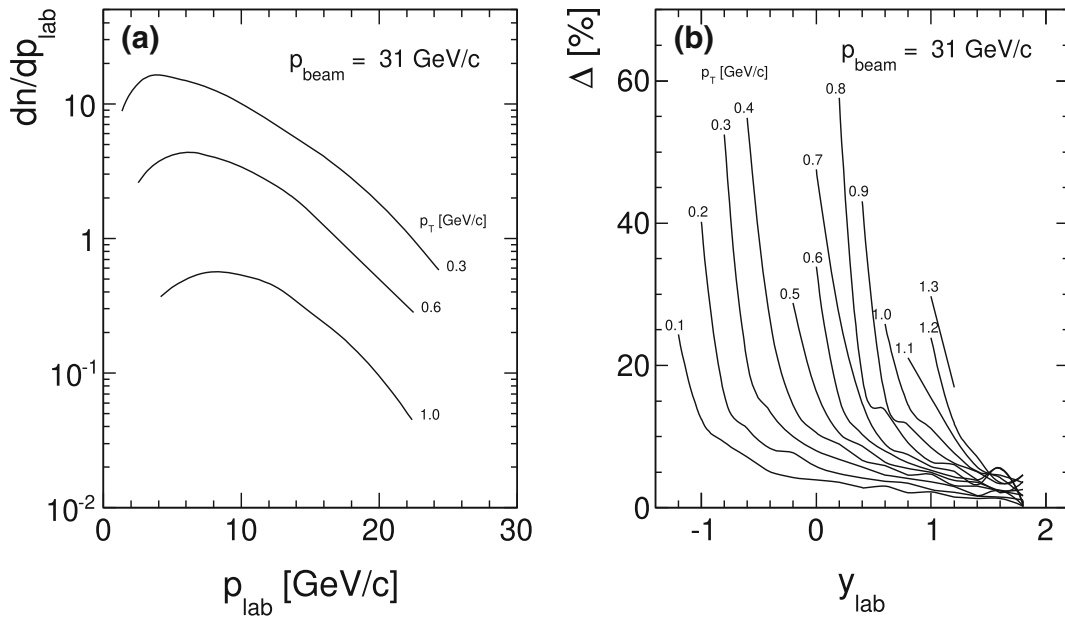 (a)
p_beam = 31 GeV/c
dn/dp_lab
10
1
10^-1
10^-2
p_T [GeV/c]
0.3
0.6
1.0
0 10 20 30
p_lab [GeV/c]
(b)
p_beam = 31 GeV/c
Δ [%]
p_T [GeV/c]
60
40
20
0
0.8
0.4
0.3
0.7
0.9
0.2
0.6
1.3
0.5
0.1
1.0
1.2
1.1
-1 0 1 2
y_lab